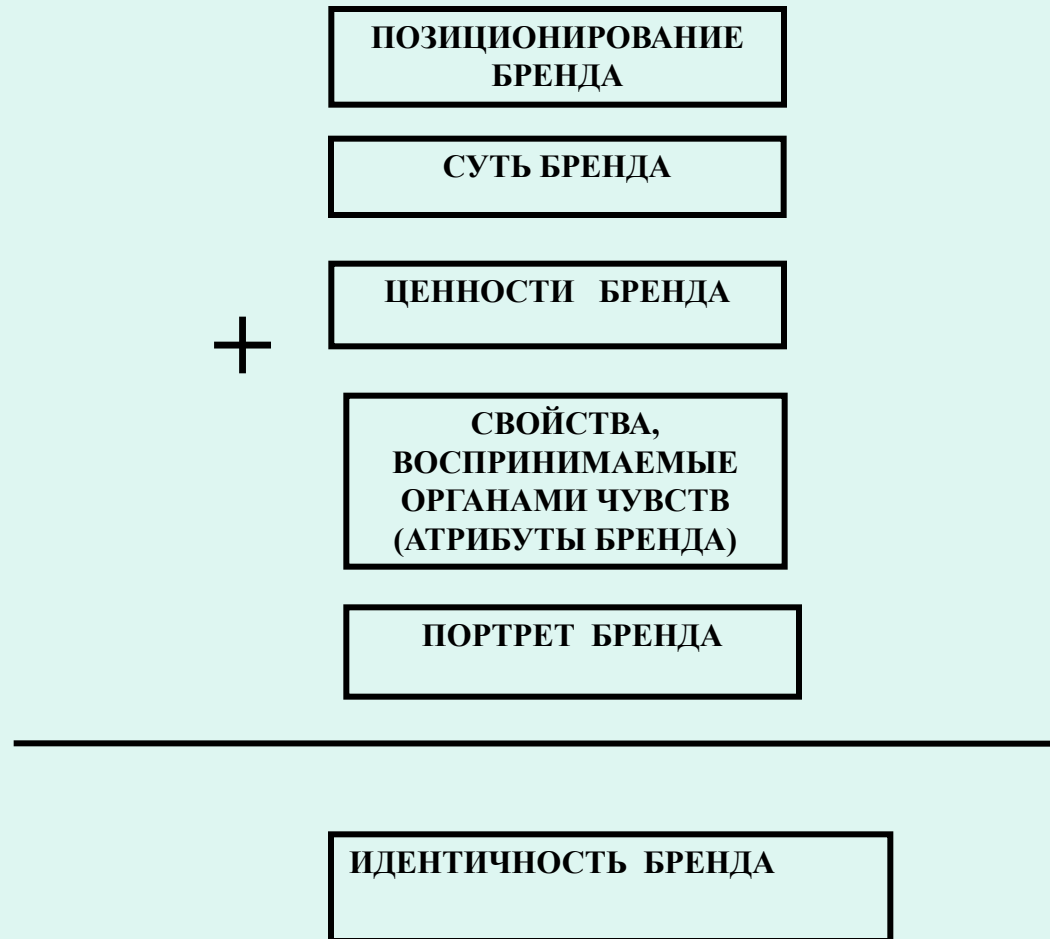 ПОЗИЦИОНИРОВАНИЕ
БРЕНДА
СУТЬ БРЕНДА
ЦЕННОСТИ БРЕНДА
+
СВОЙСТВА,
ВОСПРИНИМАЕМЫЕ
ОРГАНАМИ ЧУВСТВ
(АТРИБУТЫ БРЕНДА)
ПОРТРЕТ БРЕНДА
ИДЕНТИЧНОСТЬ БРЕНДА